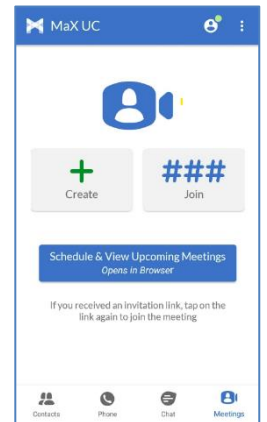 MaX UC
###
Create
Join
Schedule & View Upcoming Meetings
Opens in Browser
If you received an invitation link, tap on the
link again to join the meeting
Contacts
Phone
Chat
Meetings